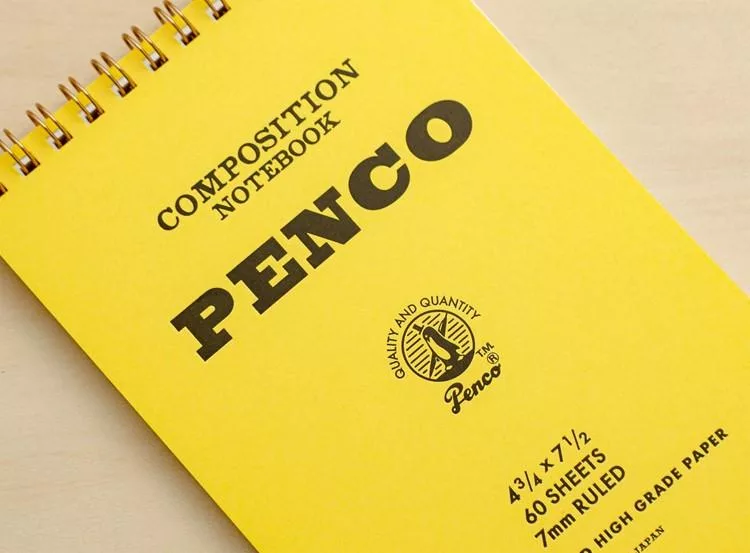 COMPOSITION
NOTEBOOK
PENCO
QUALITY AND QUANTITY
T.M.
Penco®
4 3/4 x 7 1/2
60 SHEETS
7mm RULED
HIGH GRADE PAPER
JAPAN